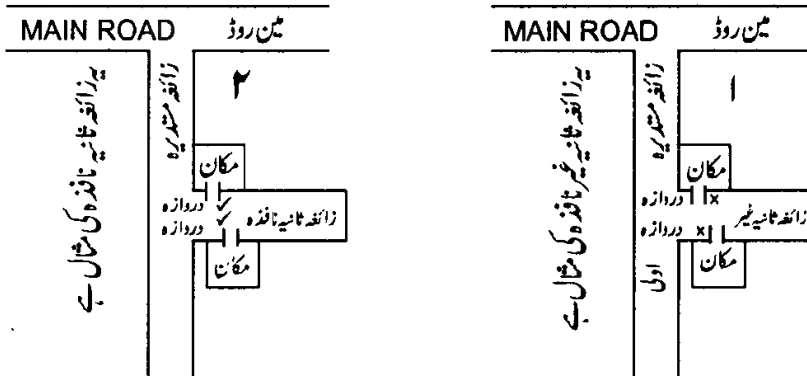 MAIN ROAD مین روڈ
۱
زائغہ مستدیرہ
یہ زائغہ ثانیہ غیر نافذہ کی مثال ہے
مکان
دروازہ ×
زائغہ ثانیہ غیر
دروازہ ×
مکان
اولی
MAIN ROAD مین روڈ
۲
زائغہ مستدیرہ
یہ زائغہ ثانیہ نافذہ کی مثال ہے
مکان
دروازہ ✓
زائغہ ثانیہ نافذہ
دروازہ ✓
مکان